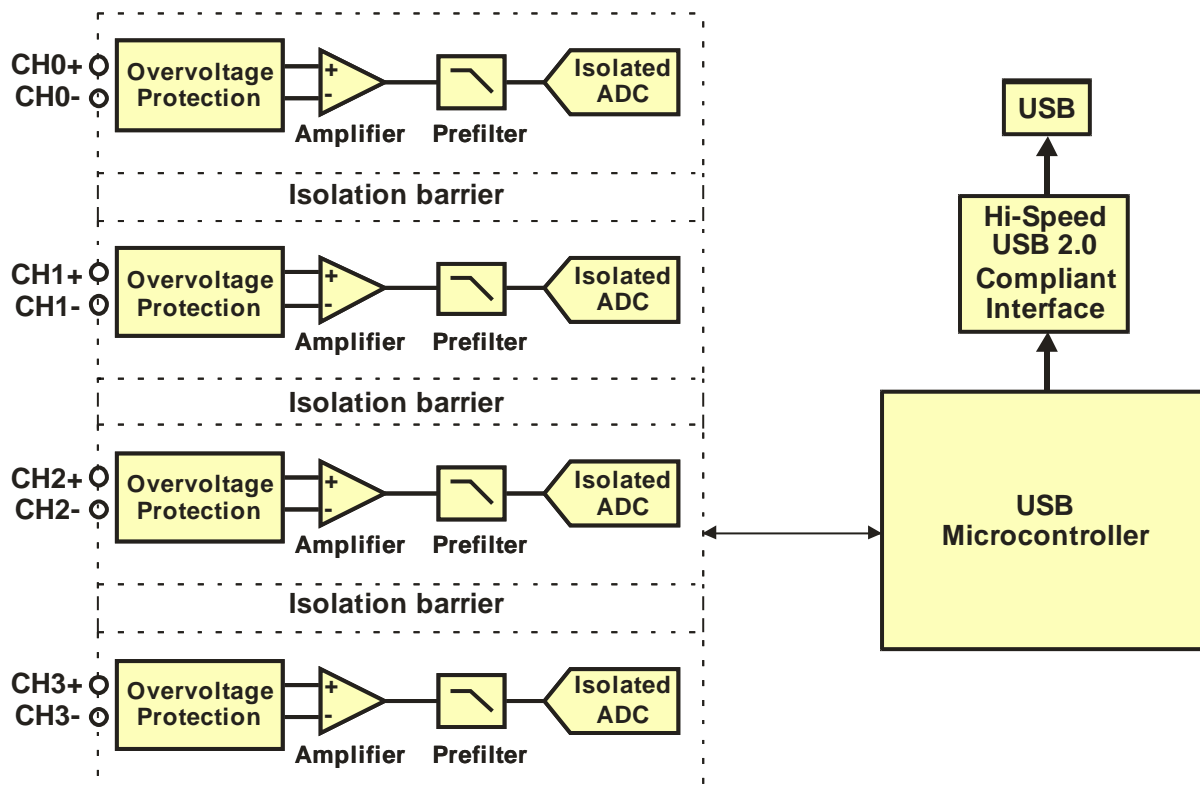 CH0+
CH0-
Overvoltage
Protection
+
-
Amplifier
Prefilter
Isolated
ADC
Isolation barrier
CH1+
CH1-
Overvoltage
Protection
+
-
Amplifier
Prefilter
Isolated
ADC
Isolation barrier
CH2+
CH2-
Overvoltage
Protection
+
-
Amplifier
Prefilter
Isolated
ADC
Isolation barrier
CH3+
CH3-
Overvoltage
Protection
+
-
Amplifier
Prefilter
Isolated
ADC
USB
Hi-Speed
USB 2.0
Compliant
Interface
USB
Microcontroller